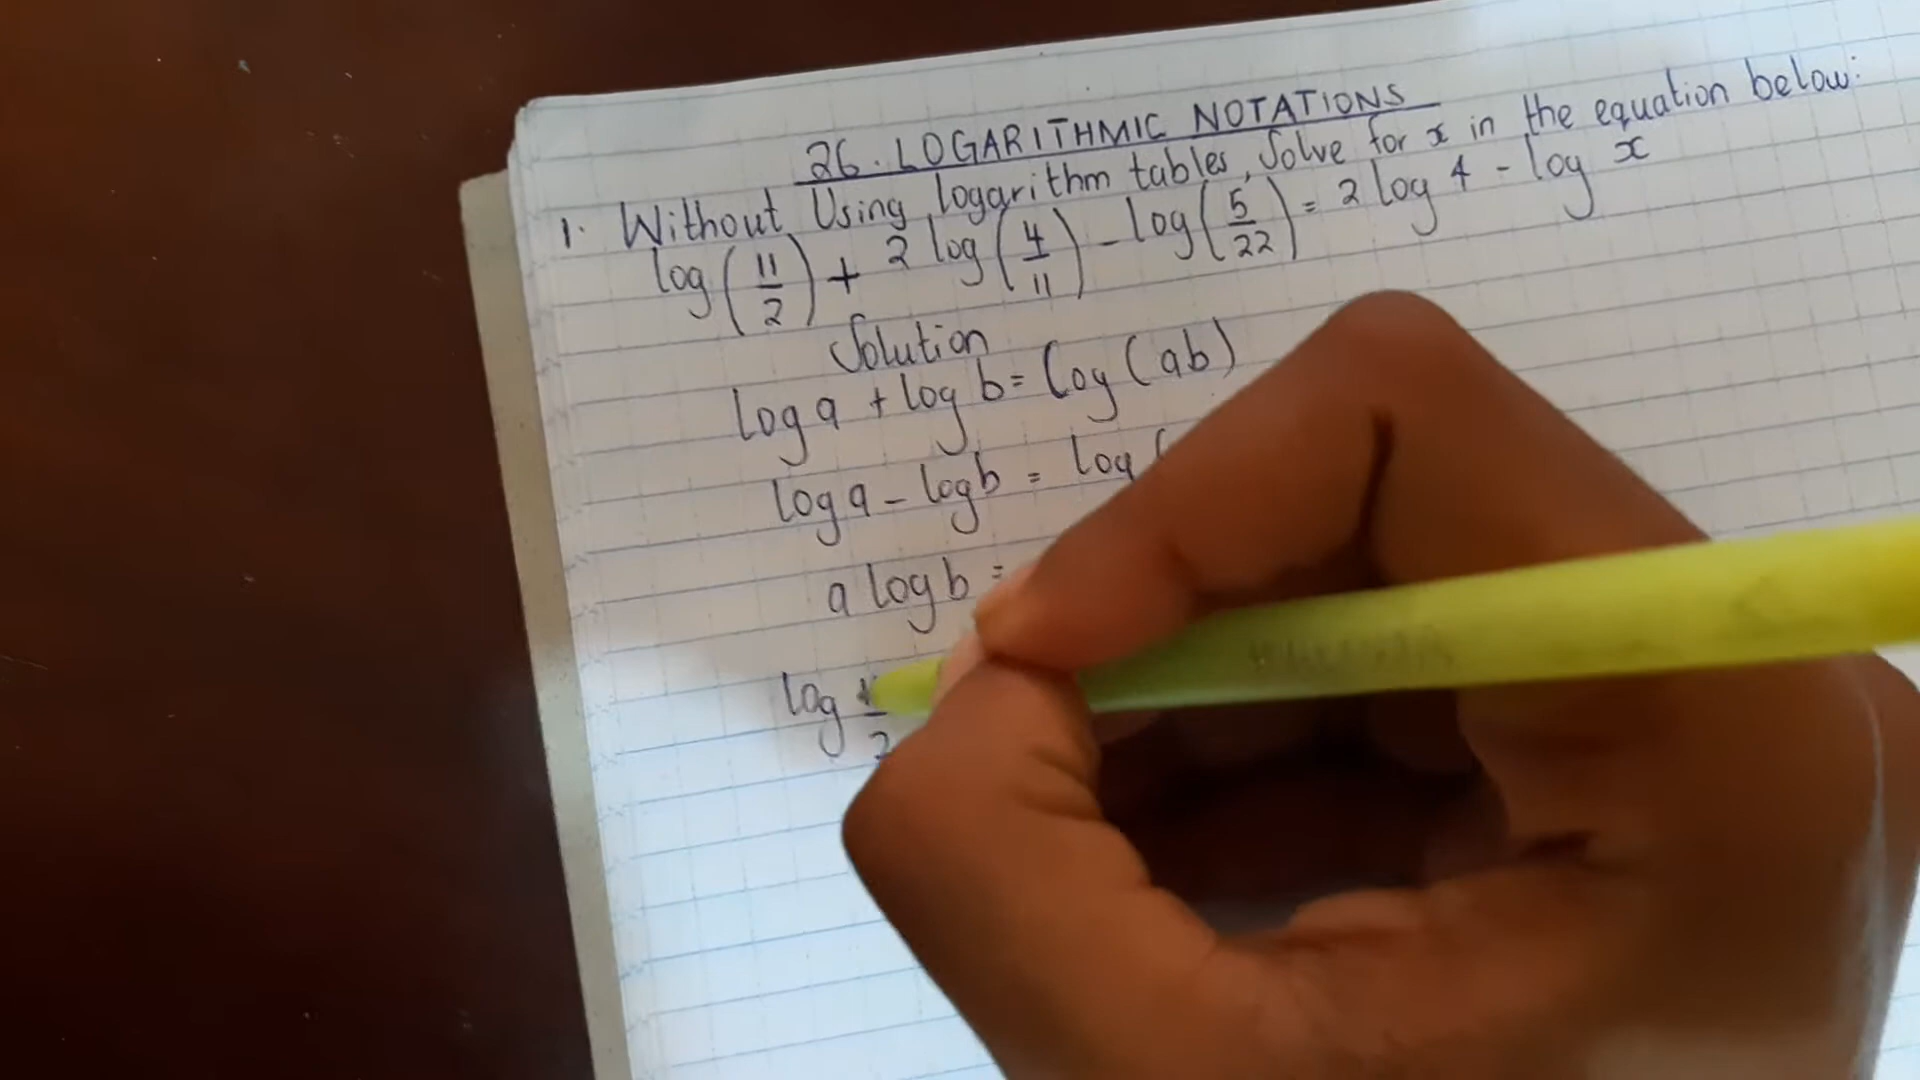 26. LOGARITHMIC NOTATIONS
1. Without Using logarithm tables, Solve for x in the equation below:
log(11/2) + 2 log(4/11) - log(5/22) = 2 log 4 - log x
Solution
log a + log b = log (ab)
log a - log b = log (
a log b =
log 11/2